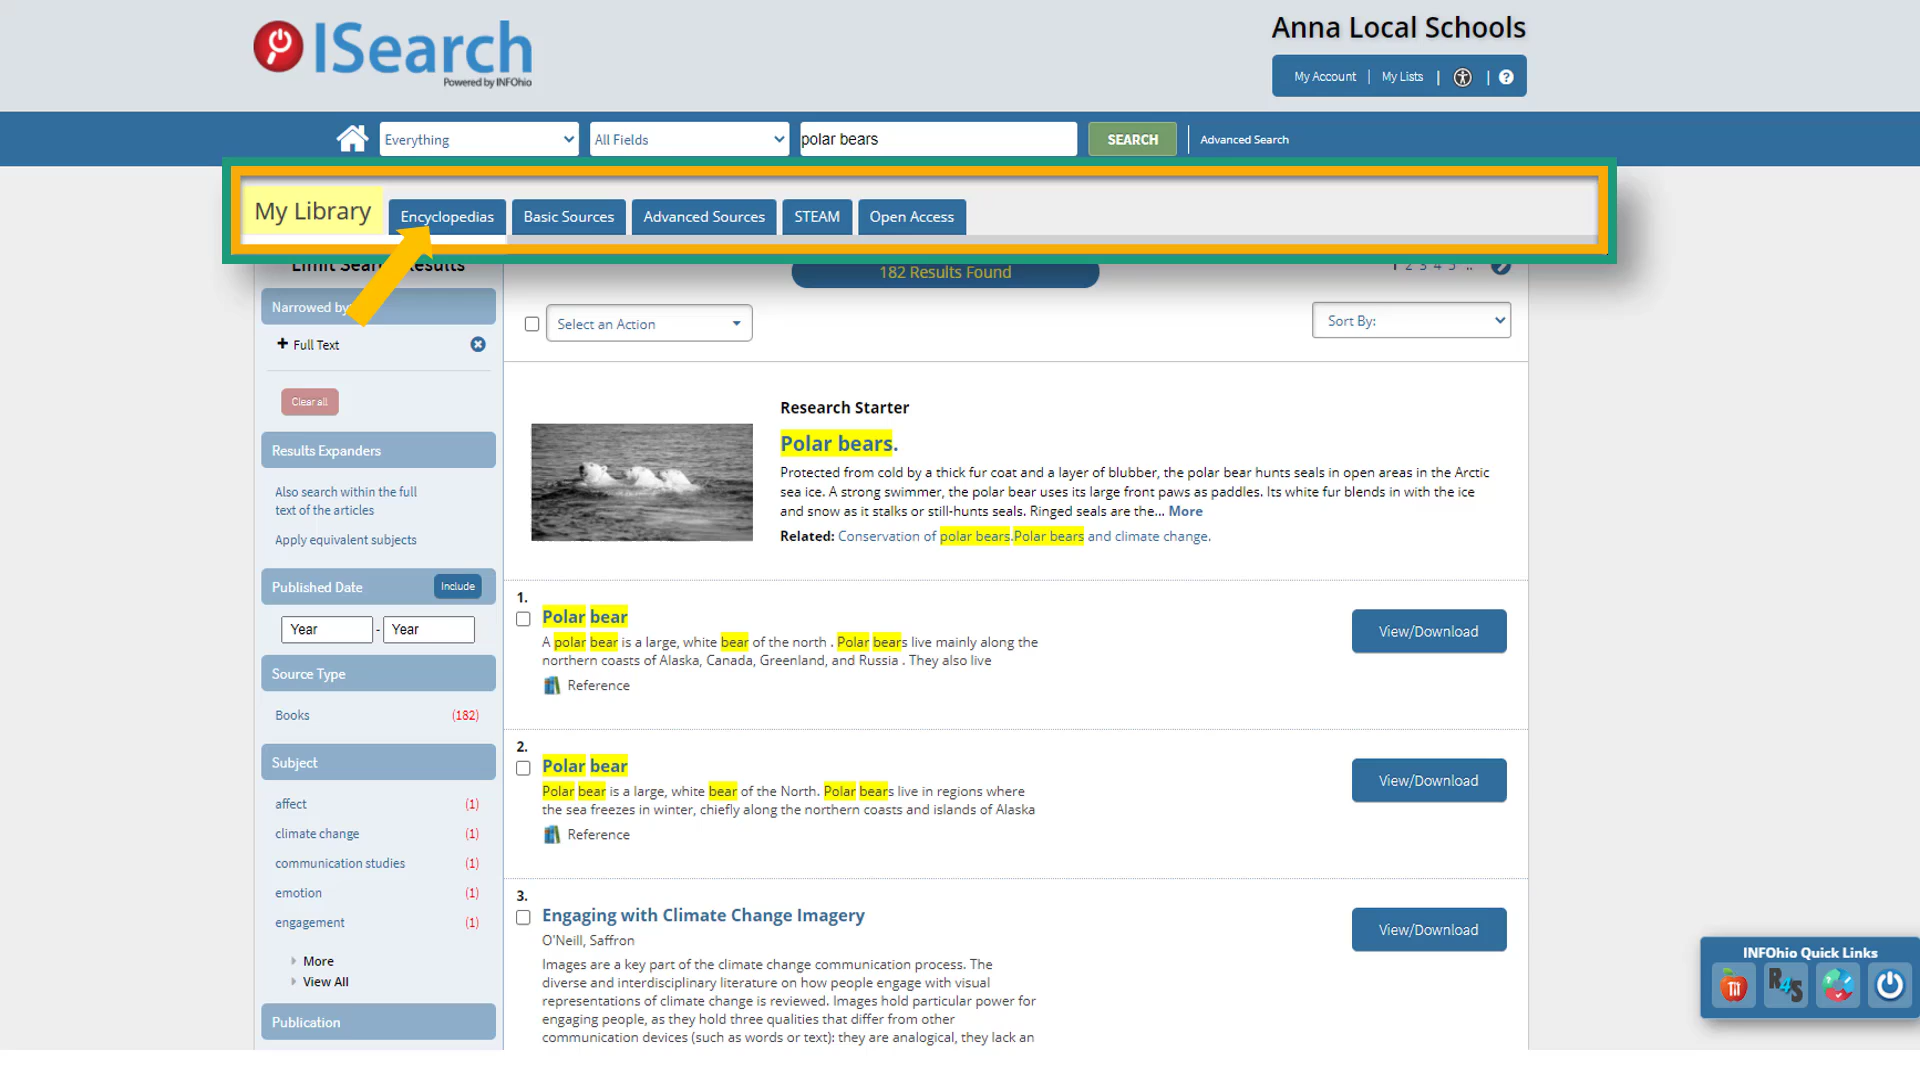 ISearch
Powered by INFOhio
Anna Local Schools
My Account | My Lists | | ?
Everything
All Fields
polar bears
SEARCH
Advanced Search
My Library
Encyclopedias
Basic Sources
Advanced Sources
STEAM
Open Access
Limit Search Results
182 Results Found
1 2 3 4 5 ..
Narrowed by
Select an Action
Sort By:
+ Full Text
Clear all
Results Expanders
Also search within the full
text of the articles
Apply equivalent subjects
Published Date
Include
Year - Year
Source Type
Books (182)
Subject
affect (1)
climate change (1)
communication studies (1)
emotion (1)
engagement (1)
More
View All
Publication
Research Starter
Polar bears.
Protected from cold by a thick fur coat and a layer of blubber, the polar bear hunts seals in open areas in the Arctic
sea ice. A strong swimmer, the polar bear uses its large front paws as paddles. Its white fur blends in with the ice
and snow as it stalks or still-hunts seals. Ringed seals are the... More
Related: Conservation of polar bears.Polar bears and climate change.
1.
Polar bear
A polar bear is a large, white bear of the north . Polar bears live mainly along the
northern coasts of Alaska, Canada, Greenland, and Russia . They also live
Reference
View/Download
2.
Polar bear
Polar bear is a large, white bear of the North. Polar bears live in regions where
the sea freezes in winter, chiefly along the northern coasts and islands of Alaska
Reference
View/Download
3.
Engaging with Climate Change Imagery
O'Neill, Saffron
Images are a key part of the climate change communication process. The
diverse and interdisciplinary literature on how people engage with visual
representations of climate change is reviewed. Images hold particular power for
engaging people, as they hold three qualities that differ from other
communication devices (such as words or text): they are analogical, they lack an
View/Download
INFOhio Quick Links
R4S